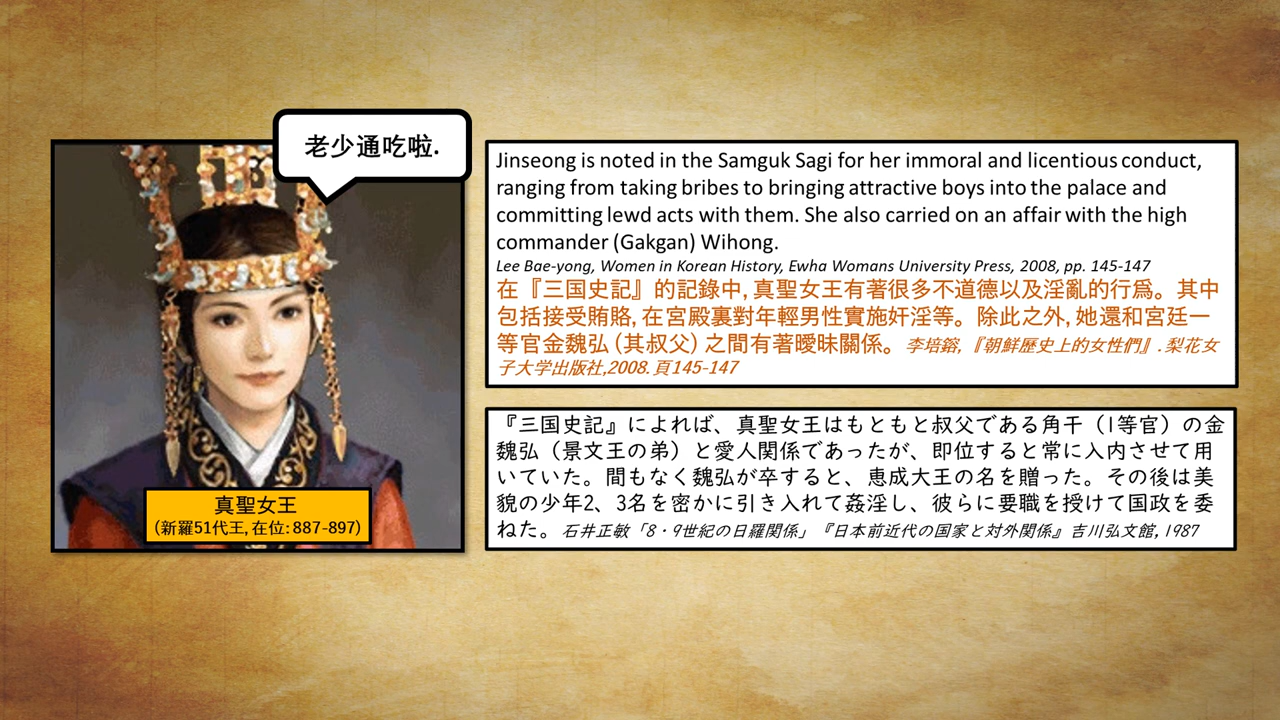 老少通吃啦.
真聖女王
(新羅51代王, 在位: 887-897)
Jinseong is noted in the Samguk Sagi for her immoral and licentious conduct,
ranging from taking bribes to bringing attractive boys into the palace and
committing lewd acts with them. She also carried on an affair with the high
commander (Gakgan) Wihong.
Lee Bae-yong, Women in Korean History, Ewha Womans University Press, 2008, pp. 145-147
在『三国史記』的記錄中, 真聖女王有著很多不道德以及淫亂的行爲。其中
包括接受賄賂, 在宮殿裏對年輕男性實施奸淫等。除此之外, 她還和宮廷一
等官金魏弘 (其叔父) 之間有著曖昧關係。李培鎔,『朝鮮歷史上的女性們』. 梨花女
子大学出版社,2008. 頁145-147
『三国史記』によれば、真聖女王はもともと叔父である角干（1等官）の金
魏弘（景文王の弟）と愛人関係であったが、即位すると常に入内させて用
いていた。間もなく魏弘が卒すると、恵成大王の名を贈った。その後は美
貌の少年2、3名を密かに引き入れて姦淫し、彼らに要職を授けて国政を委
ねた。石井正敏「8・9世紀の日羅関係」『日本前近代の国家と対外関係』吉川弘文館, 1987